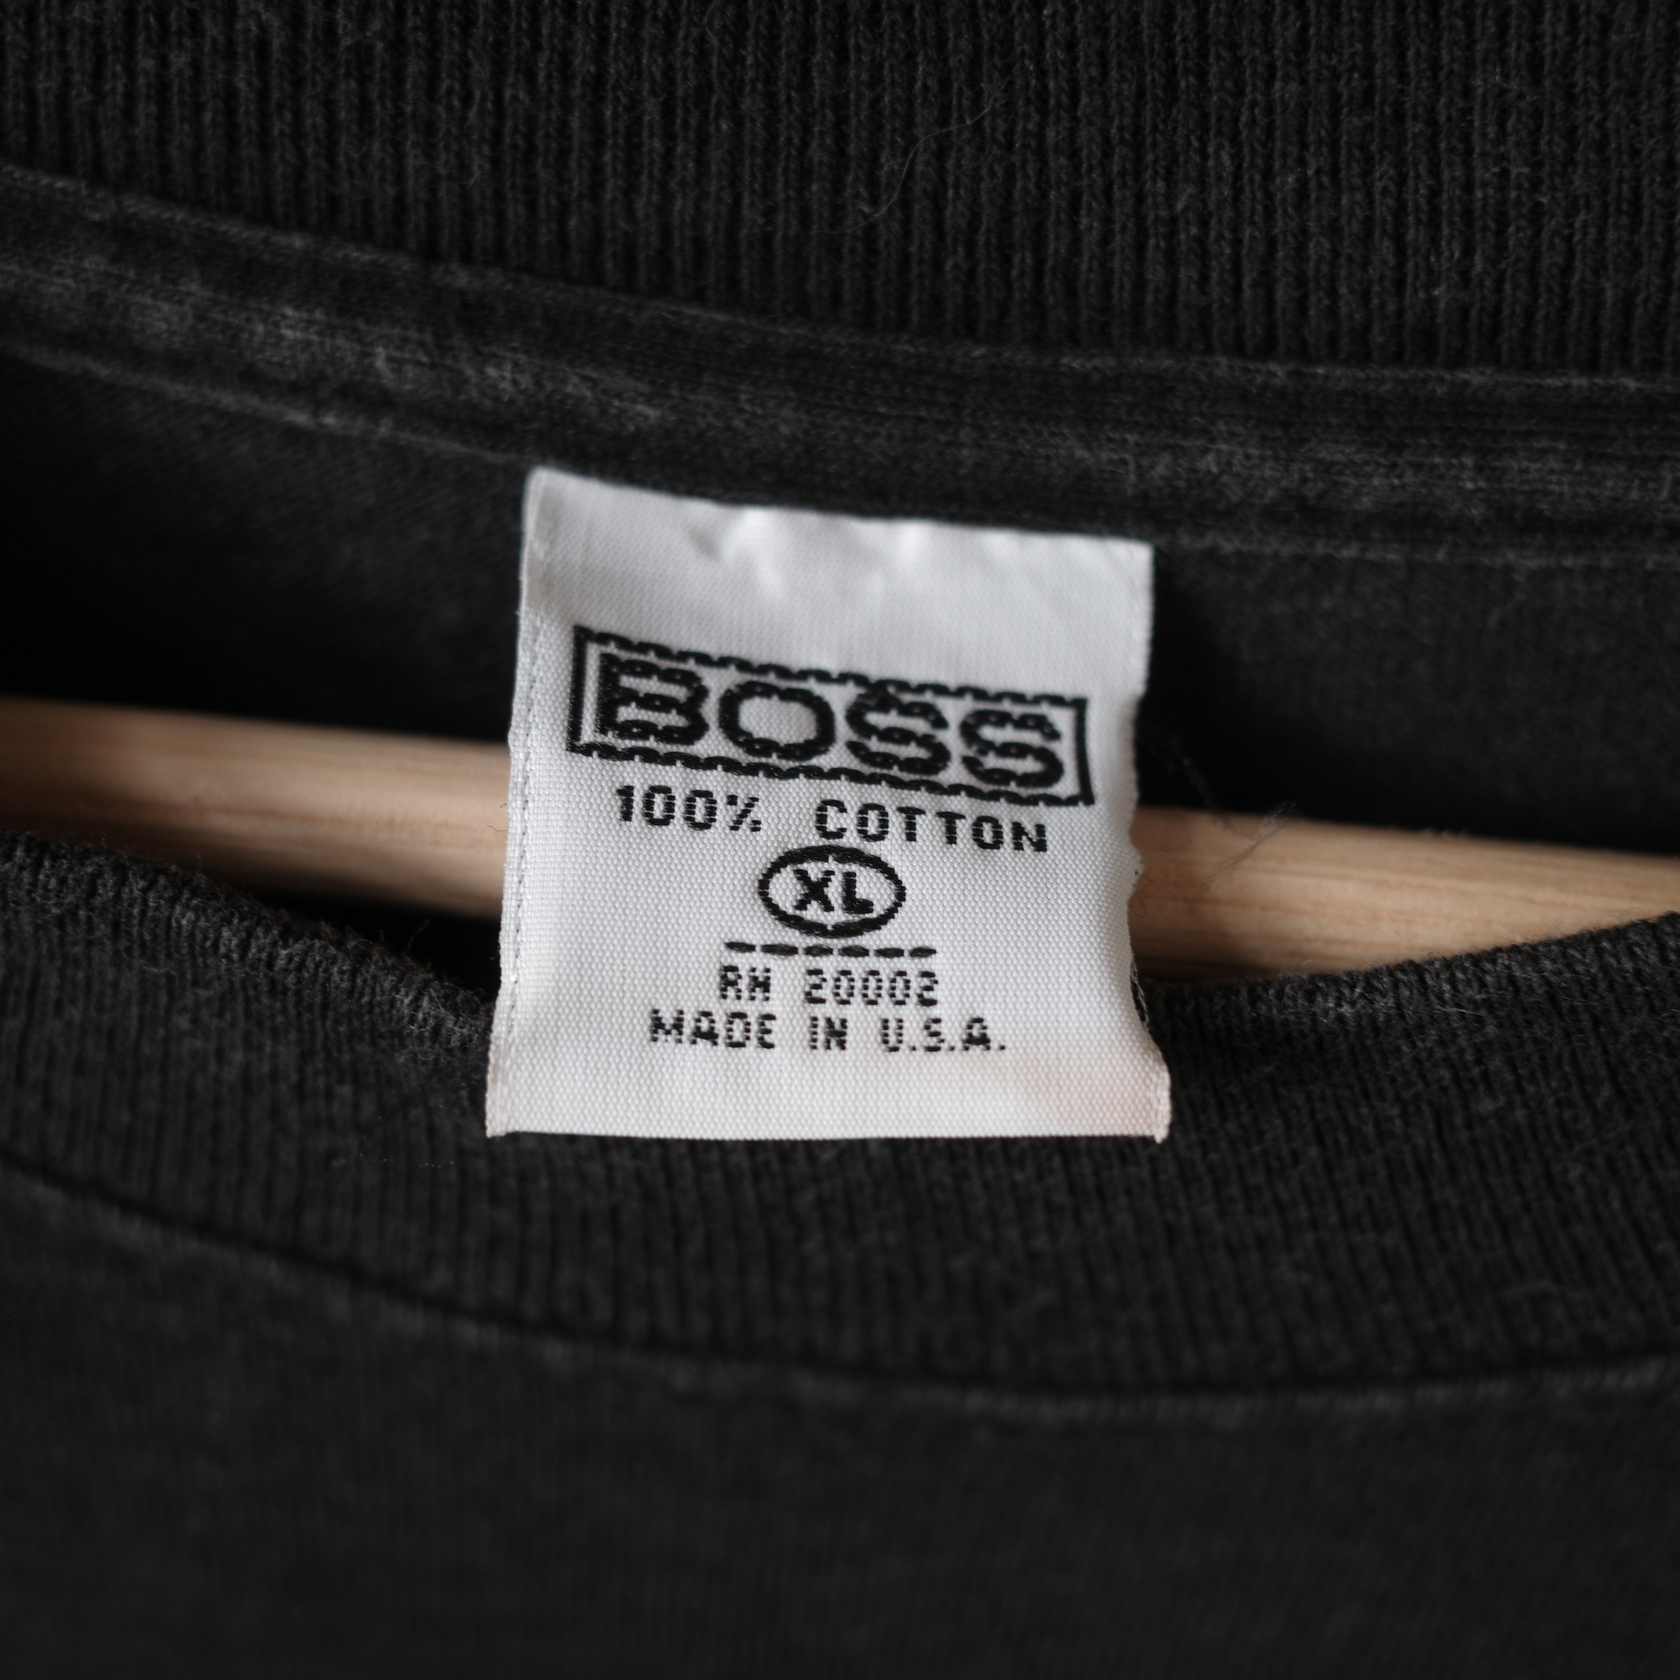 BOSS
100% COTTON
XL
RN 20002
MADE IN U.S.A.